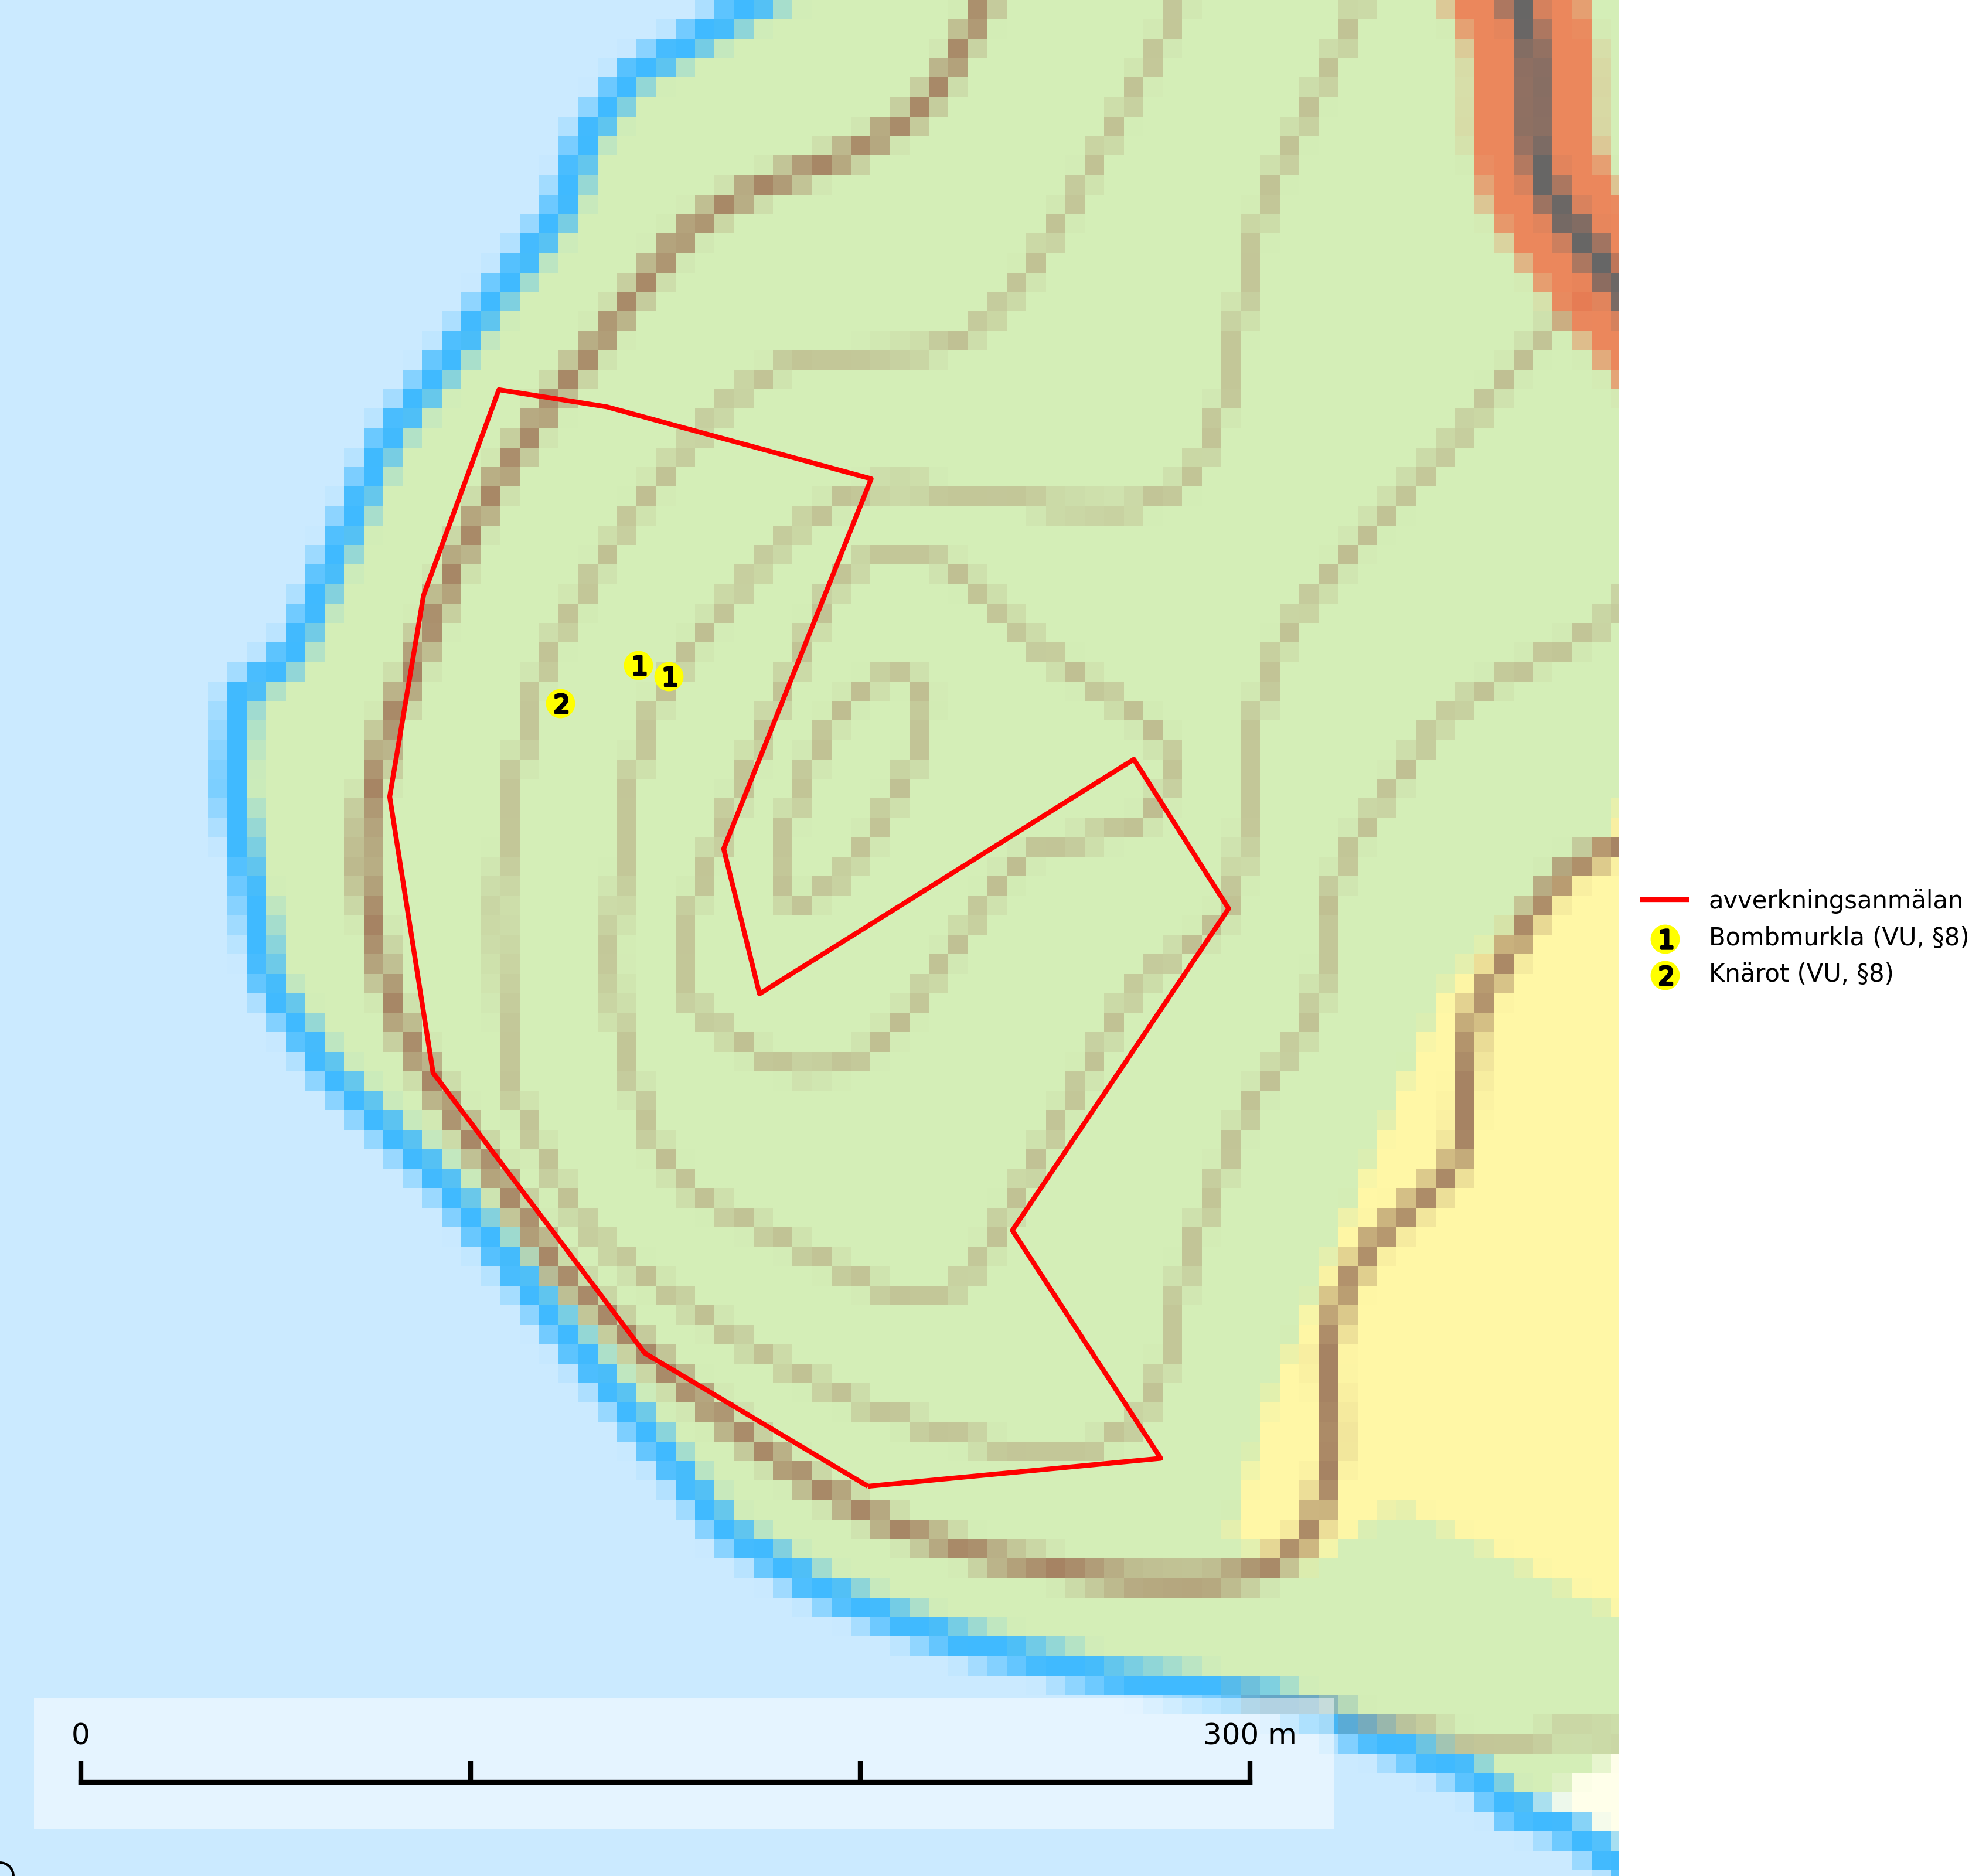 1
1
2
avverkningsanmälan
1 Bombmurkla (VU, §8)
2 Knärot (VU, §8)
0 300 m